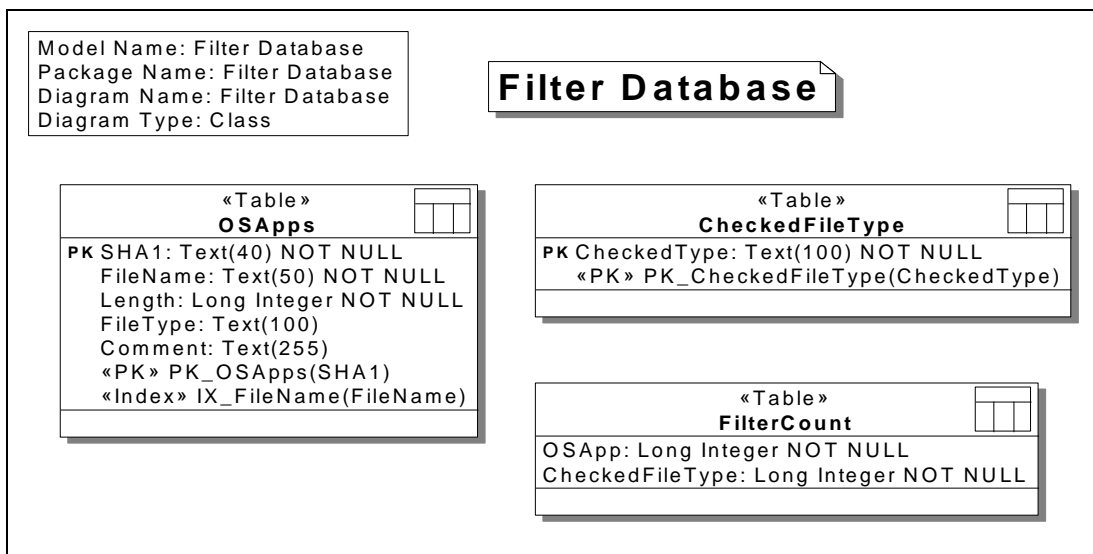 Model Name: Filter Database
Package Name: Filter Database
Diagram Name: Filter Database
Diagram Type: Class
Filter Database
«Table»
OSApps
PK SHA1: Text(40) NOT NULL
FileName: Text(50) NOT NULL
Length: Long Integer NOT NULL
FileType: Text(100)
Comment: Text(255)
«PK» PK_OSApps(SHA1)
«Index» IX_FileName(FileName)
«Table»
CheckedFileType
PK CheckedType: Text(100) NOT NULL
«PK» PK_CheckedFileType(CheckedType)
«Table»
FilterCount
OSApp: Long Integer NOT NULL
CheckedFileType: Long Integer NOT NULL